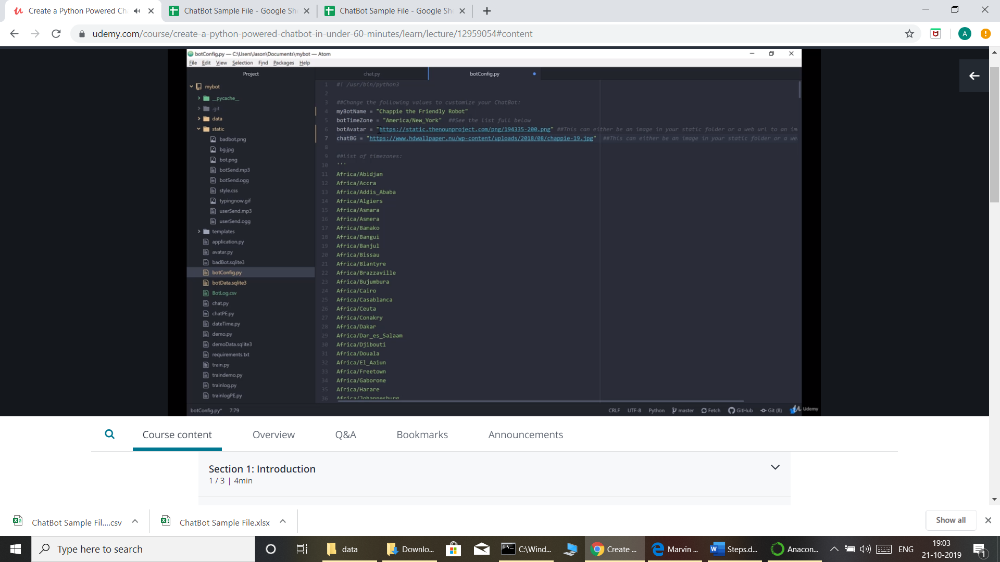 Create a Python Powered Ch
ChatBot Sample File - Google She
ChatBot Sample File - Google She
udemy.com/course/create-a-python-powered-chatbot-in-under-60-minutes/learn/lecture/12959054#content
A
botConfig.py — C:\Users\Jason\Documents\mybot — Atom
File Edit View Selection Find Packages Help
Project
chat.py
botConfig.py
mybot
__pycache__
.git
data
static
badbot.png
bg.jpg
bot.png
botSend.mp3
botSend.ogg
style.css
typingnow.gif
userSend.mp3
userSend.ogg
templates
application.py
avatar.py
badBot.sqlite3
botConfig.py
botData.sqlite3
BotLog.csv
chat.py
chatPE.py
dateTime.py
demo.py
demoData.sqlite3
requirements.txt
train.py
traindemo.py
trainlog.py
trainlogPE.py
1 #! /usr/bin/python3
2
3 ##Change the following values to customize your ChatBot:
4 myBotName = "Chappie the Friendly Robot"
5 botTimeZone = "America/New_York" ##See the list full below
6 botAvatar = "https://static.thenounproject.com/png/194335-200.png" ##This can either be an image in your static folder or a web url to an im
7 chatBG = "https://www.hdwallpaper.nu/wp-content/uploads/2018/08/chappie-19.jpg" ##This can either be an image in your static folder or a we
8
9 ##List of timezones:
10 '''
11 Africa/Abidjan
12 Africa/Accra
13 Africa/Addis_Ababa
14 Africa/Algiers
15 Africa/Asmara
16 Africa/Asmera
17 Africa/Bamako
18 Africa/Bangui
19 Africa/Banjul
20 Africa/Bissau
21 Africa/Blantyre
22 Africa/Brazzaville
23 Africa/Bujumbura
24 Africa/Cairo
25 Africa/Casablanca
26 Africa/Ceuta
27 Africa/Conakry
28 Africa/Dakar
29 Africa/Dar_es_Salaam
30 Africa/Djibouti
31 Africa/Douala
32 Africa/El_Aaiun
33 Africa/Freetown
34 Africa/Gaborone
35 Africa/Harare
36 Africa/Johannesburg
botConfig.py* 7:79
CRLF UTF-8 Python master Fetch GitHub Git (8)
Udemy
Course content
Overview
Q&A
Bookmarks
Announcements
Section 1: Introduction
1 / 3 | 4min
ChatBot Sample Fil....csv
ChatBot Sample File.xlsx
Show all
Type here to search
data
Downlo...
C:\Wind...
Create ...
Marvin ...
Steps.d...
Anacon...
ENG
19:03
21-10-2019
1